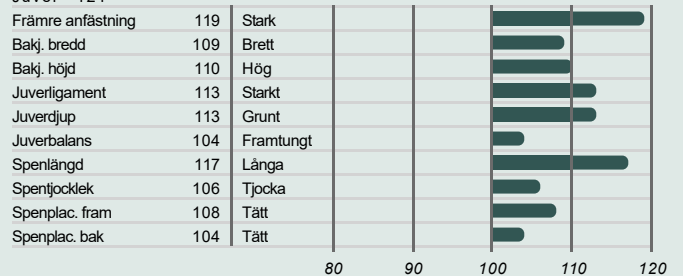 Främre anfästning 119 Stark
Bakj. bredd 109 Brett
Bakj. höjd 110 Hög
Juverligament 113 Starkt
Juverdjup 113 Grunt
Juverbalans 104 Framtungt
Spenlängd 117 Långa
Spentjocklek 106 Tjocka
Spenplac. fram 108 Tätt
Spenplac. bak 104 Tätt
80 90 100 110 120